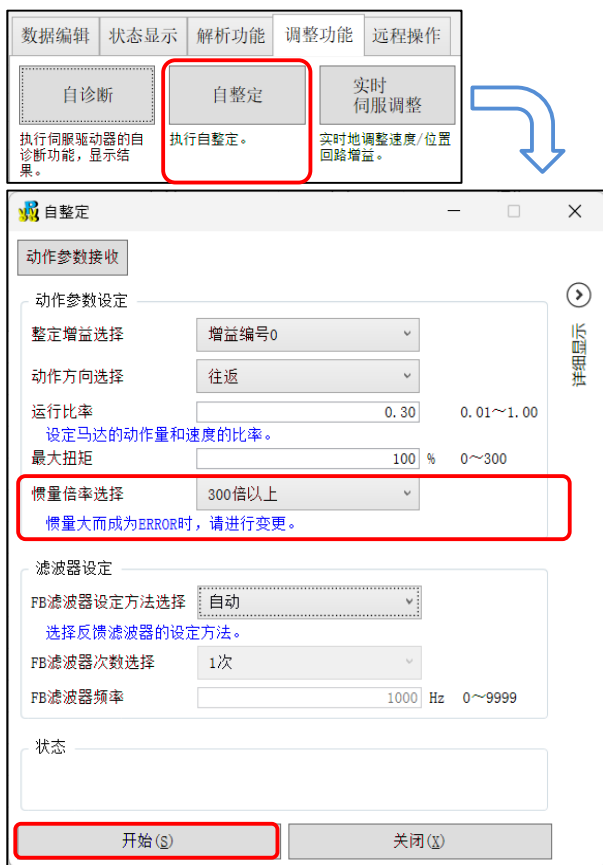 数据编辑 状态显示 解析功能 调整功能 远程操作
自诊断 自整定 实时
伺服调整
执行伺服驱动器的自诊断功能，显示结果。
执行自整定。
实时地调整速度/位置回路增益。
自整定
动作参数接收
详细显示
动作参数设定
整定增益选择 增益编号0
动作方向选择 往返
运行比率 0.30 0.01～1.00
设定马达的动作量和速度的比率。
最大扭矩 100 % 0～300
惯量倍率选择 300倍以上
惯量大而成为ERROR时，请进行变更。
滤波器设定
FB滤波器设定方法选择 自动
选择反馈滤波器的设定方法。
FB滤波器次数选择 1次
FB滤波器频率 1000 Hz 0～9999
状态
开始(S) 关闭(X)